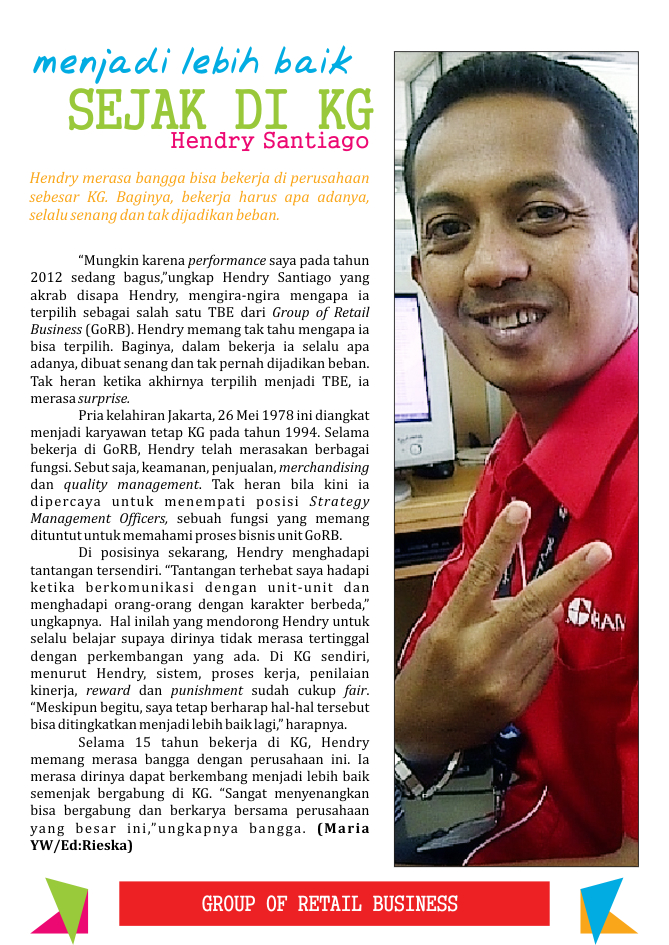 menjadi lebih baik
SEJAK DI KG
Hendry Santiago
Hendry merasa bangga bisa bekerja di perusahaan
sebesar KG. Baginya, bekerja harus apa adanya,
selalu senang dan tak dijadikan beban.
“Mungkin karena performance saya pada tahun
2012 sedang bagus,”ungkap Hendry Santiago yang
akrab disapa Hendry, mengira-ngira mengapa ia
terpilih sebagai salah satu TBE dari Group of Retail
Business (GoRB). Hendry memang tak tahu mengapa ia
bisa terpilih. Baginya, dalam bekerja ia selalu apa
adanya, dibuat senang dan tak pernah dijadikan beban.
Tak heran ketika akhirnya terpilih menjadi TBE, ia
merasa surprise.
Pria kelahiran Jakarta, 26 Mei 1978 ini diangkat
menjadi karyawan tetap KG pada tahun 1994. Selama
bekerja di GoRB, Hendry telah merasakan berbagai
fungsi. Sebut saja, keamanan, penjualan, merchandising
dan quality management. Tak heran bila kini ia
dipercaya untuk menempati posisi Strategy
Management Officers, sebuah fungsi yang memang
dituntut untuk memahami proses bisnis unit GoRB.
Di posisinya sekarang, Hendry menghadapi
tantangan tersendiri. “Tantangan terhebat saya hadapi
ketika berkomunikasi dengan unit-unit dan
menghadapi orang-orang dengan karakter berbeda,”
ungkapnya.  Hal inilah yang mendorong Hendry untuk
selalu belajar supaya dirinya tidak merasa tertinggal
dengan perkembangan yang ada. Di KG sendiri,
menurut Hendry, sistem, proses kerja, penilaian
kinerja, reward dan punishment sudah cukup fair.
“Meskipun begitu, saya tetap berharap hal-hal tersebut
bisa ditingkatkan menjadi lebih baik lagi,” harapnya.
Selama 15 tahun bekerja di KG, Hendry
memang merasa bangga dengan perusahaan ini. Ia
merasa dirinya dapat berkembang menjadi lebih baik
semenjak bergabung di KG. “Sangat menyenangkan
bisa bergabung dan berkarya bersama perusahaan
yang besar ini,”ungkapnya bangga. (Maria
YW/Ed:Rieska)
GROUP OF RETAIL BUSINESS